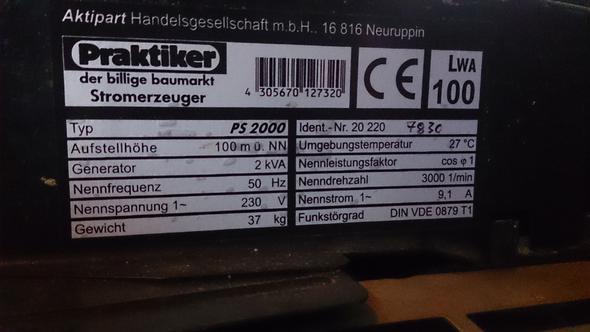 Aktipart Handelsgesellschaft m.b.H.. 16 816 Neuruppin
Praktiker
der billige baumarkt
Stromerzeuger
4 305670 127320
CE
LWA
100
Typ PS 2000
Aufstellhöhe 100 m ü. NN
Generator 2 kVA
Nennfrequenz 50 Hz
Nennspannung 1~ 230 V
Gewicht 37 kg
Ident.-Nr. 20 220 7830
Umgebungstemperatur 27 °C
Nennleistungsfaktor cos φ 1
Nenndrehzahl 3000 1/min
Nennstrom 1~ 9,1 A
Funkstörgrad DIN VDE 0879 T1